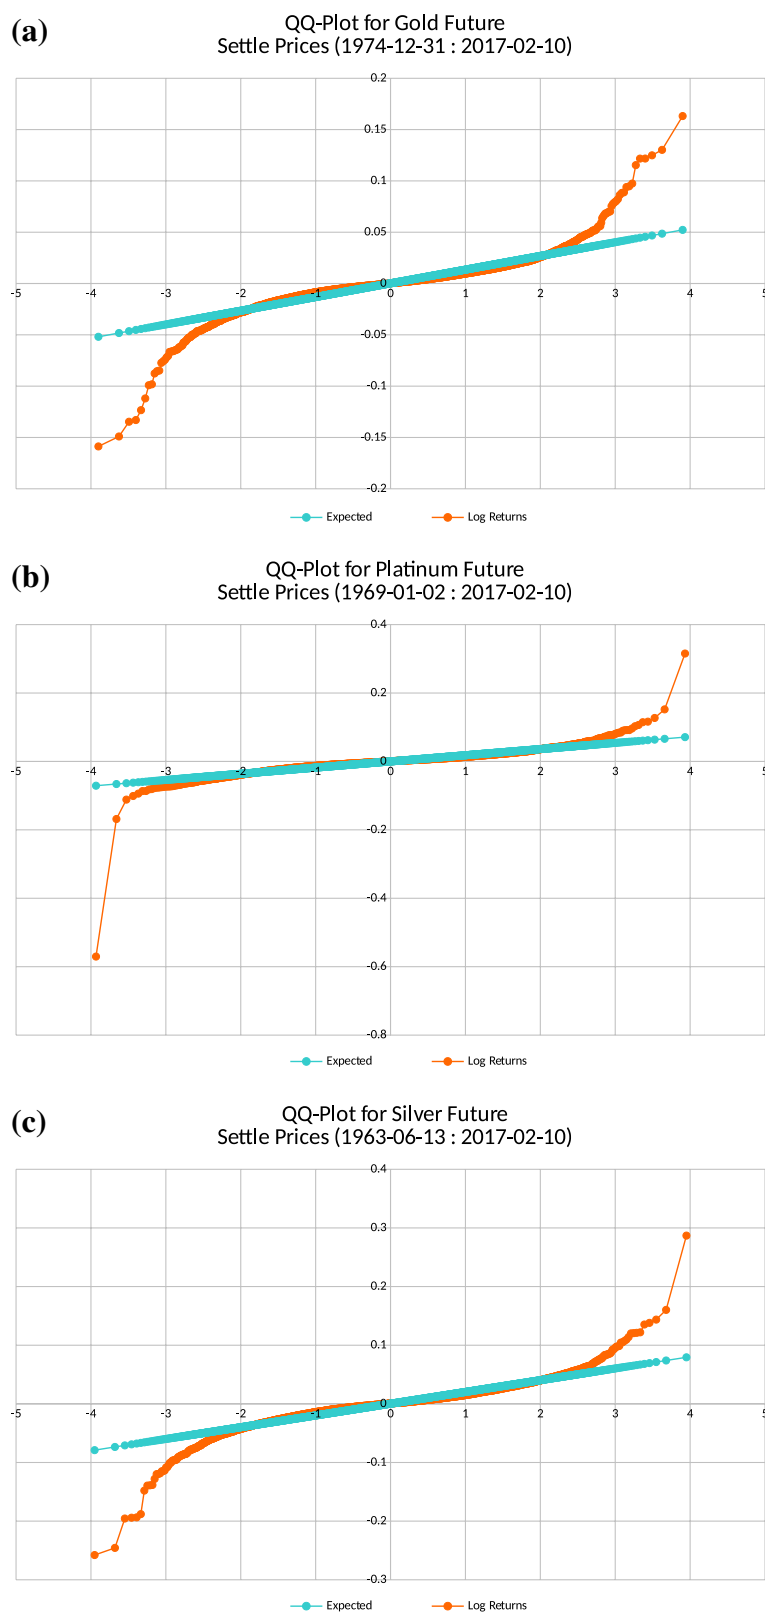 (a)
QQ-Plot for Gold Future
Settle Prices (1974-12-31 : 2017-02-10)
0.2
0.15
0.1
0.05
0
-5 -4 -3 -2 -1 0 1 2 3 4 5
-0.05
-0.1
-0.15
-0.2
Expected Log Returns
(b)
QQ-Plot for Platinum Future
Settle Prices (1969-01-02 : 2017-02-10)
0.4
0.2
0
-5 -4 -3 -2 -1 0 1 2 3 4 5
-0.2
-0.4
-0.6
-0.8
Expected Log Returns
(c)
QQ-Plot for Silver Future
Settle Prices (1963-06-13 : 2017-02-10)
0.4
0.3
0.2
0.1
0
-5 -4 -3 -2 -1 0 1 2 3 4 5
-0.1
-0.2
-0.3
Expected Log Returns